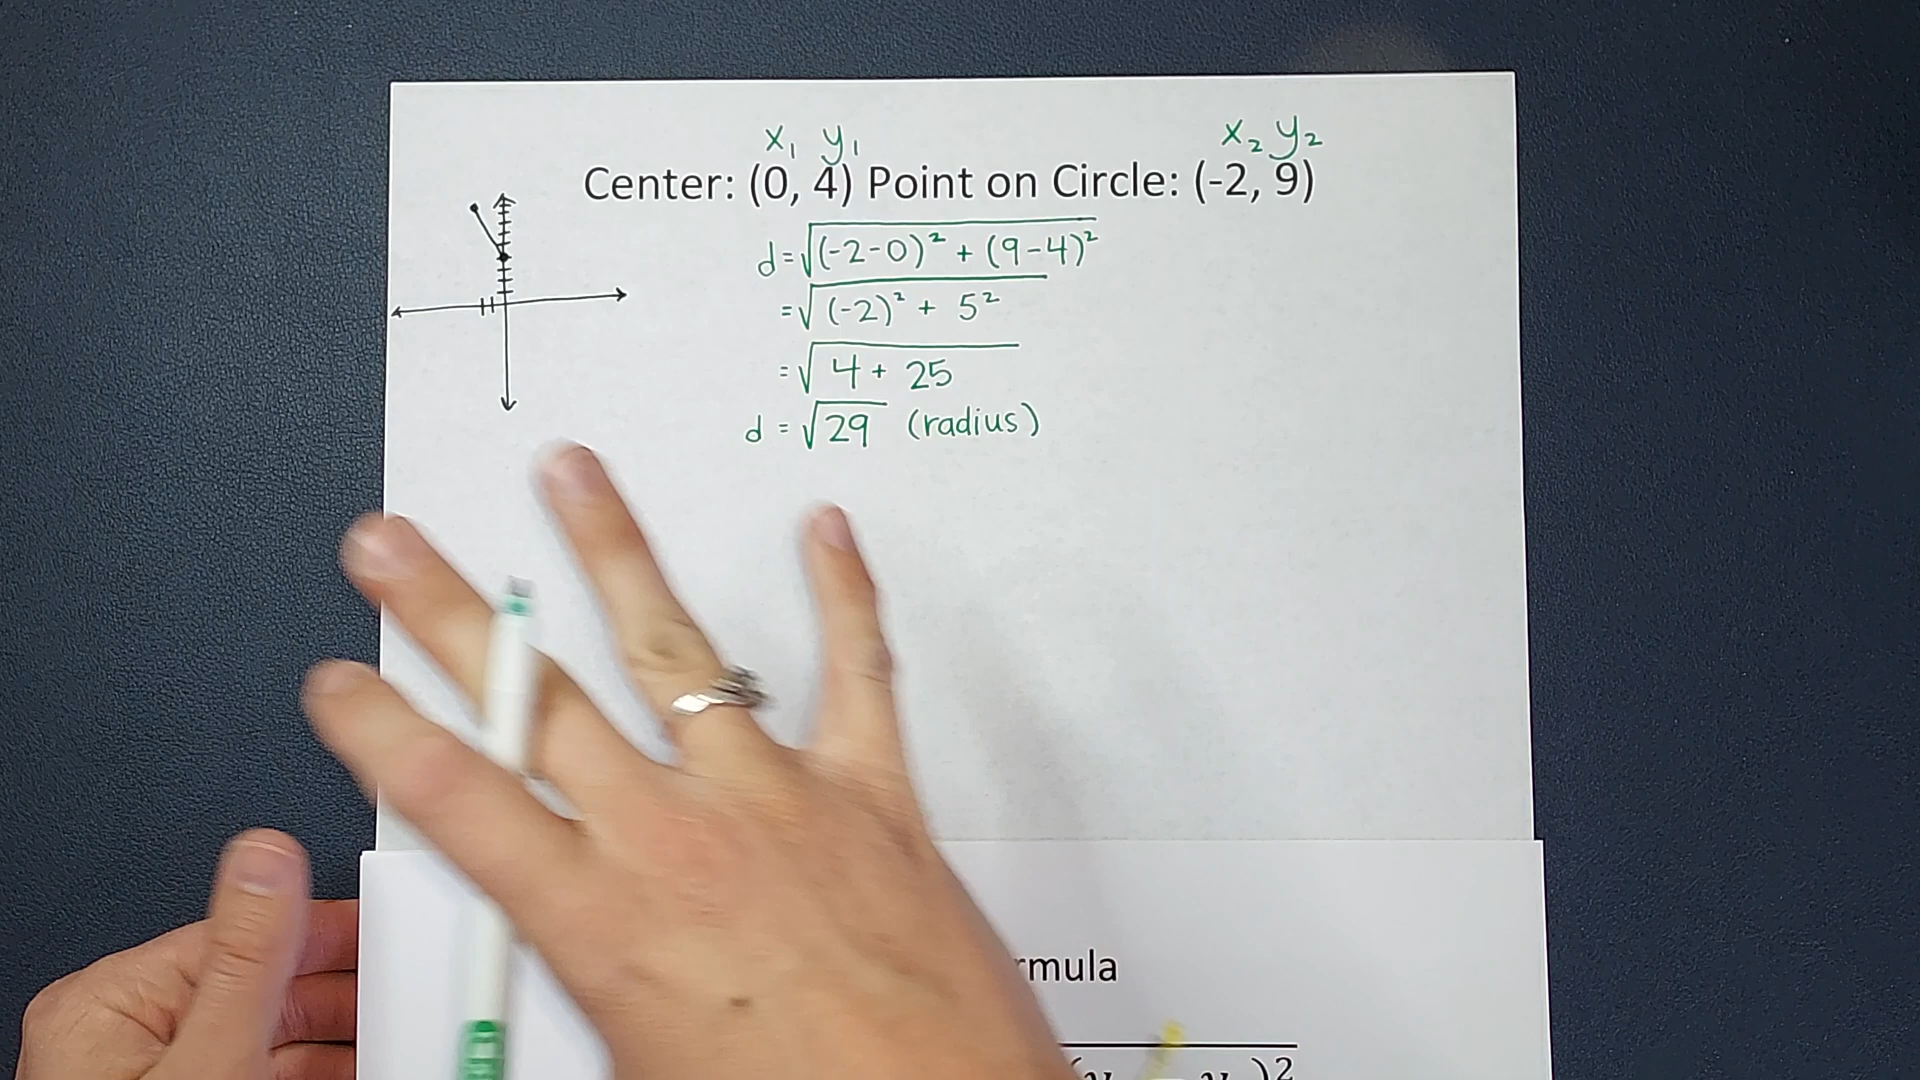 x₁ y₁ x₂ y₂
Center: (0, 4) Point on Circle: (-2, 9)
d = √((-2-0)² + (9-4)²)
= √((-2)² + 5²)
= √(4 + 25)
d = √29 (radius)